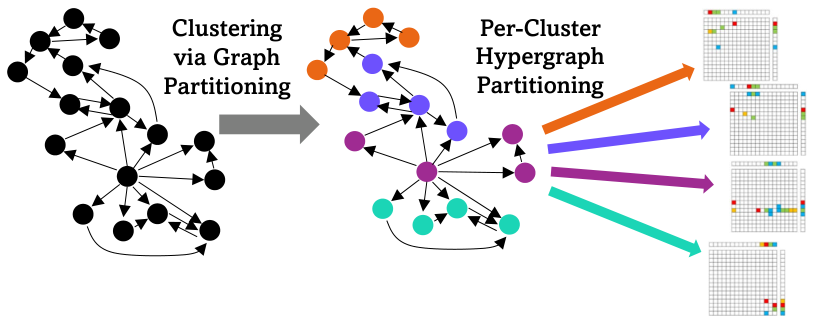 Clustering
via Graph
Partitioning
Per-Cluster
Hypergraph
Partitioning